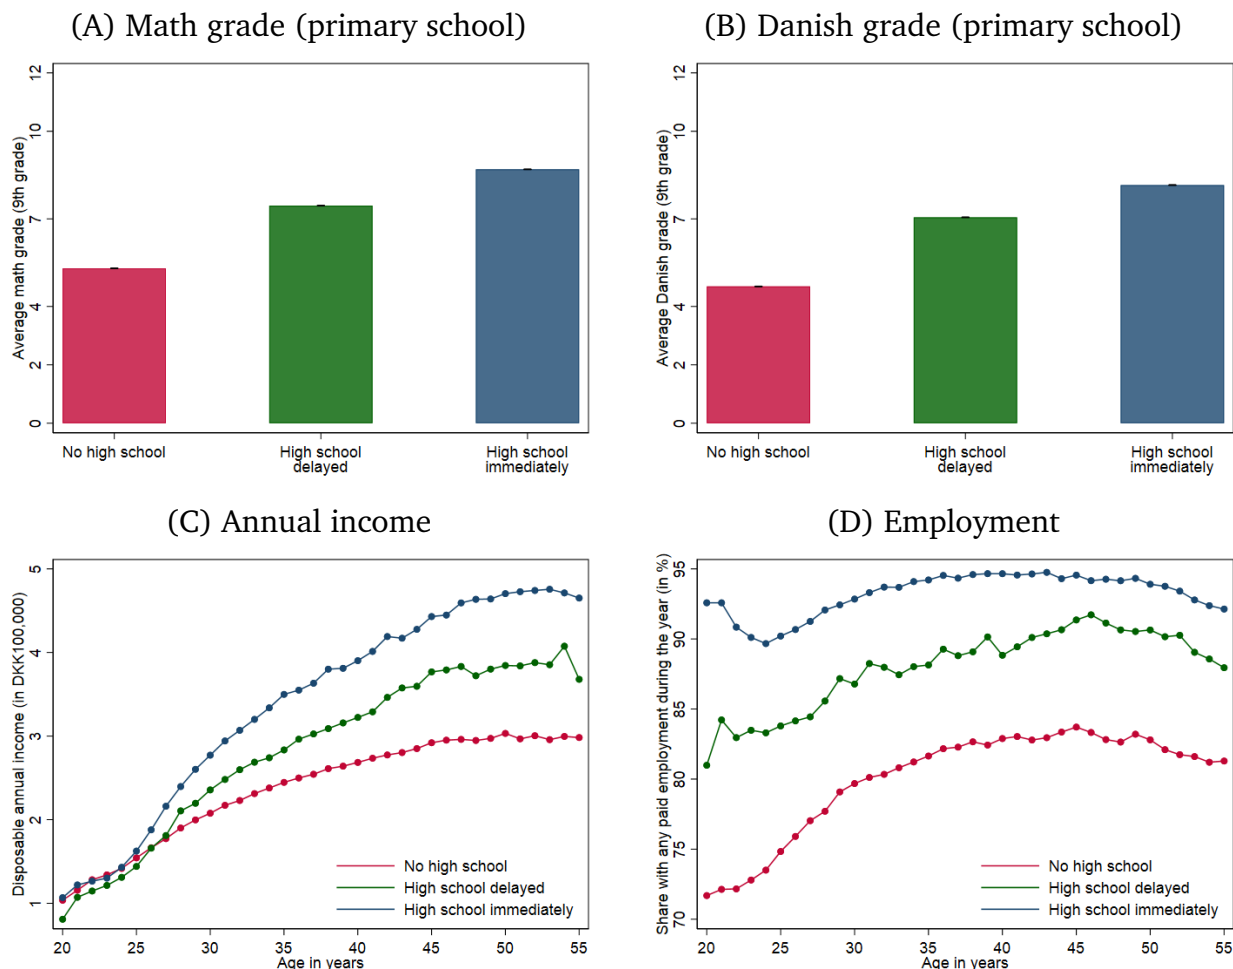 (A) Math grade (primary school)
Average math grade (9th grade)
12
10
7
4
2
0
No high school
High school
delayed
High school
immediately
(B) Danish grade (primary school)
Average Danish grade (9th grade)
12
10
7
4
2
0
No high school
High school
delayed
High school
immediately
(C) Annual income
Disposable annual income (in DKK100,000)
5
4
3
2
1
No high school
High school delayed
High school immediately
20 25 30 35 40 45 50 55
Age in years
(D) Employment
Share with any paid employment during the year (in %)
95
90
85
80
75
70
No high school
High school delayed
High school immediately
20 25 30 35 40 45 50 55
Age in years